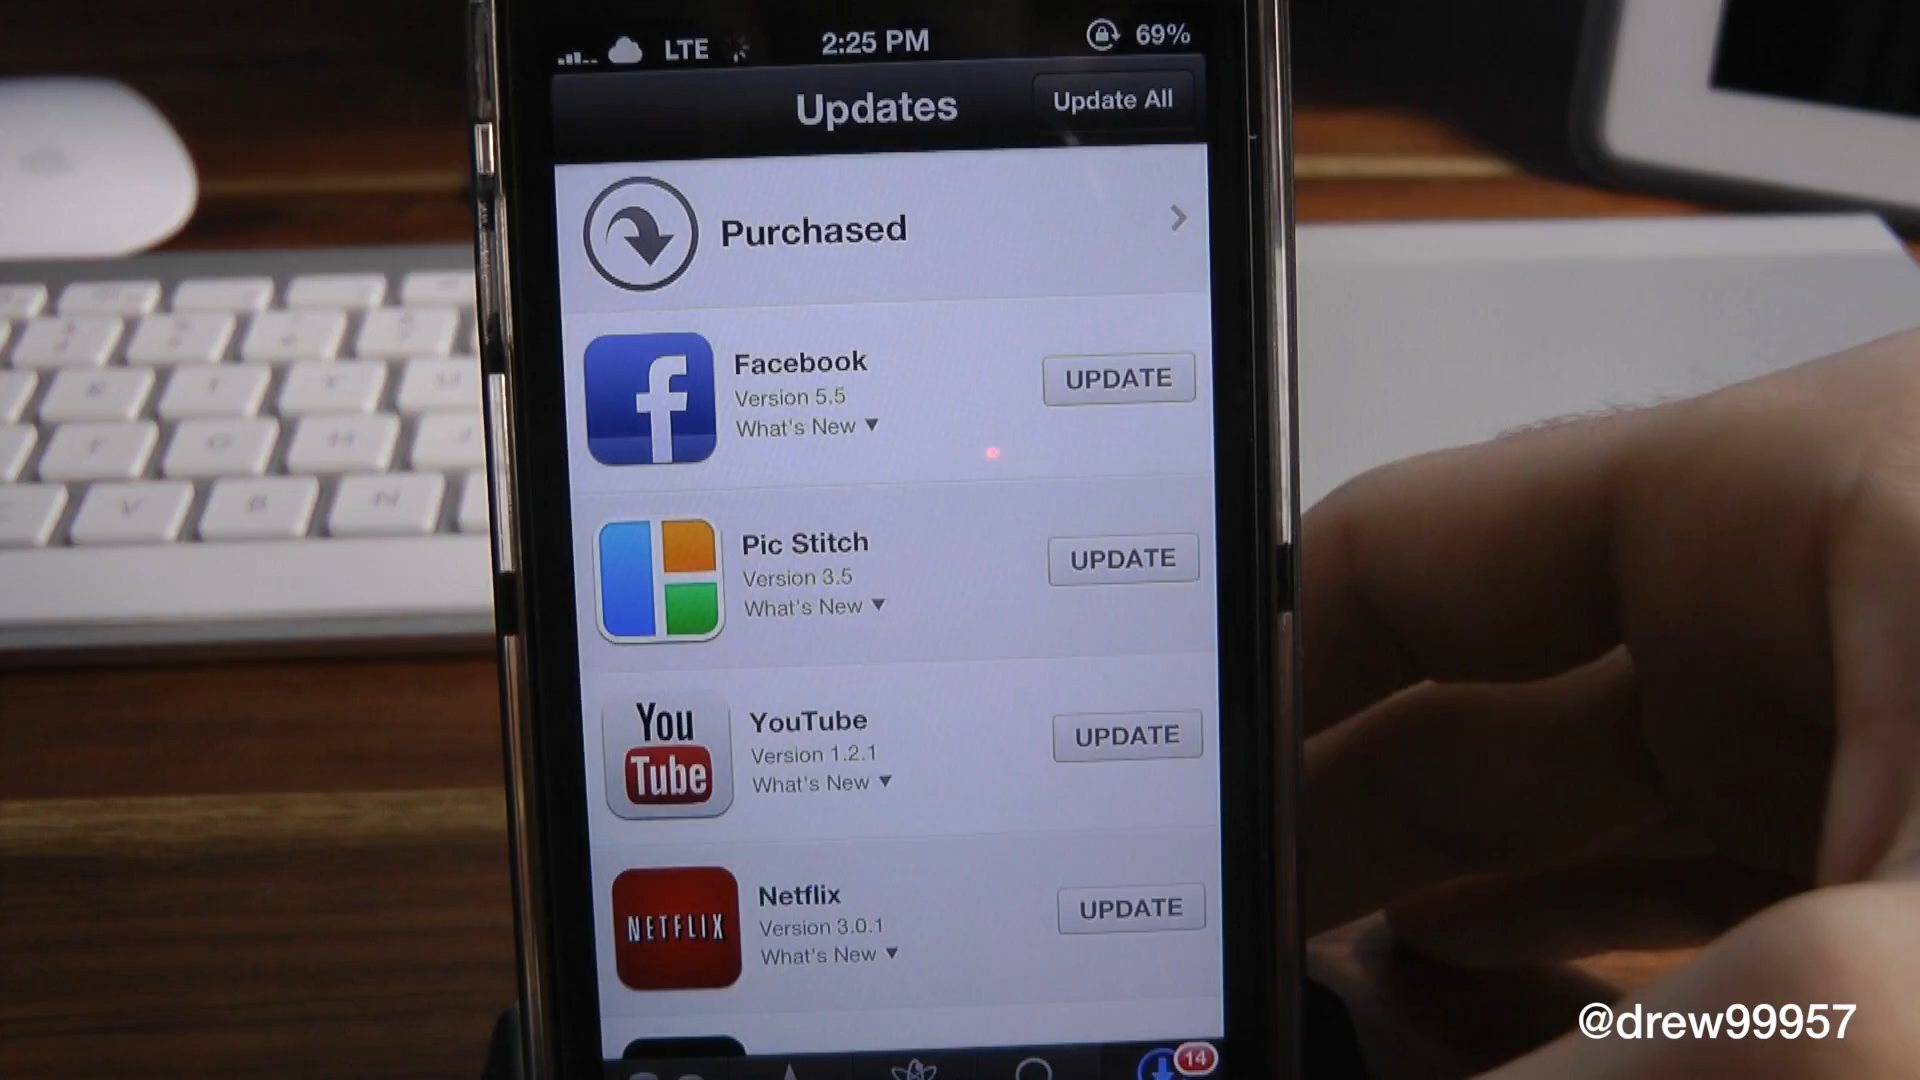 LTE 2:25 PM 69%
Updates Update All
Purchased
Facebook
Version 5.5
What's New ▼
UPDATE
Pic Stitch
Version 3.5
What's New ▼
UPDATE
You
Tube
YouTube
Version 1.2.1
What's New ▼
UPDATE
NETFLIX
Netflix
Version 3.0.1
What's New ▼
UPDATE
14
V B N
F G H
@drew99957